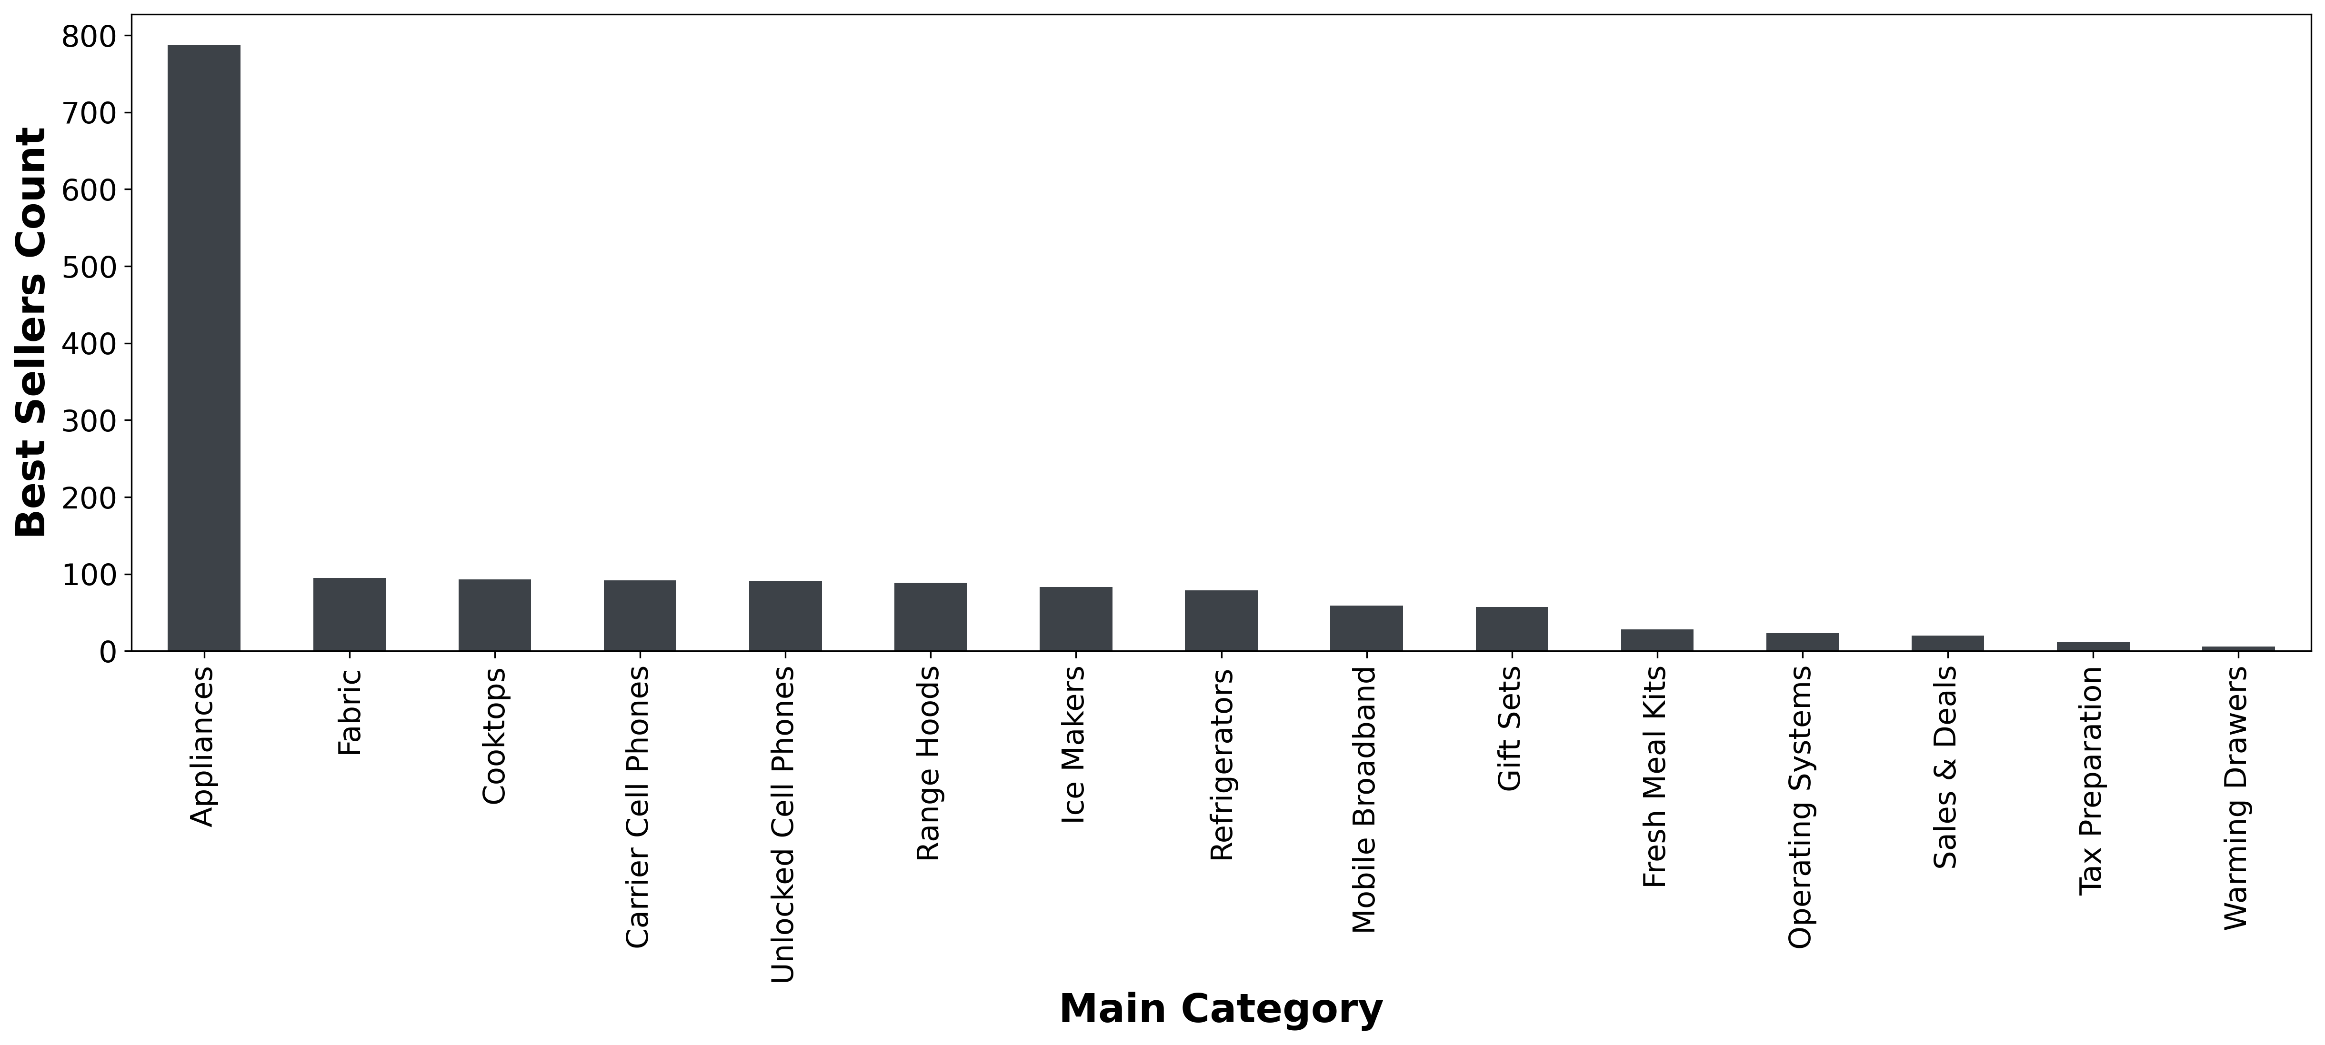 Best Sellers Count
800
700
600
500
400
300
200
100
0
Appliances
Fabric
Cooktops
Carrier Cell Phones
Unlocked Cell Phones
Range Hoods
Ice Makers
Refrigerators
Mobile Broadband
Gift Sets
Fresh Meal Kits
Operating Systems
Sales & Deals
Tax Preparation
Warming Drawers
Main Category